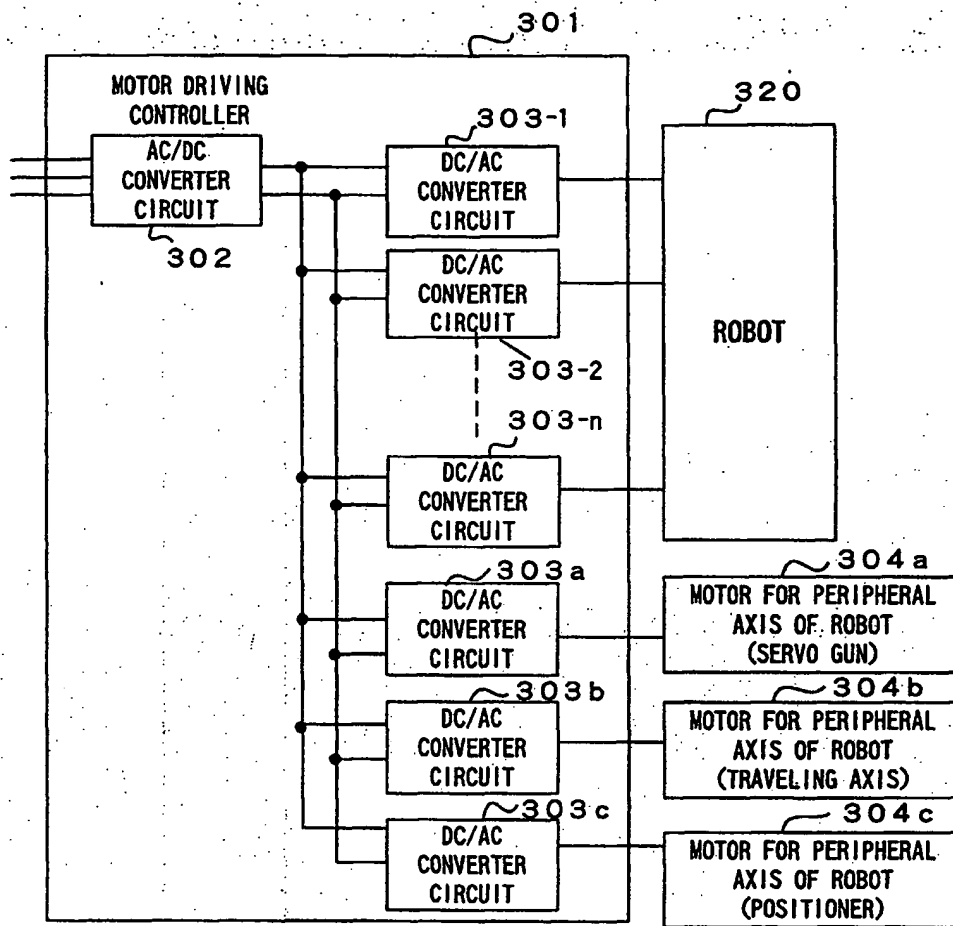 301
MOTOR DRIVING
CONTROLLER
AC/DC
CONVERTER
CIRCUIT
302
303-1
DC/AC
CONVERTER
CIRCUIT
320
ROBOT
DC/AC
CONVERTER
CIRCUIT
303-2
303-n
DC/AC
CONVERTER
CIRCUIT
303a
DC/AC
CONVERTER
CIRCUIT
304a
MOTOR FOR PERIPHERAL
AXIS OF ROBOT
(SERVO GUN)
303b
DC/AC
CONVERTER
CIRCUIT
304b
MOTOR FOR PERIPHERAL
AXIS OF ROBOT
(TRAVELING AXIS)
303c
DC/AC
CONVERTER
CIRCUIT
304c
MOTOR FOR PERIPHERAL
AXIS OF ROBOT
(POSITIONER)